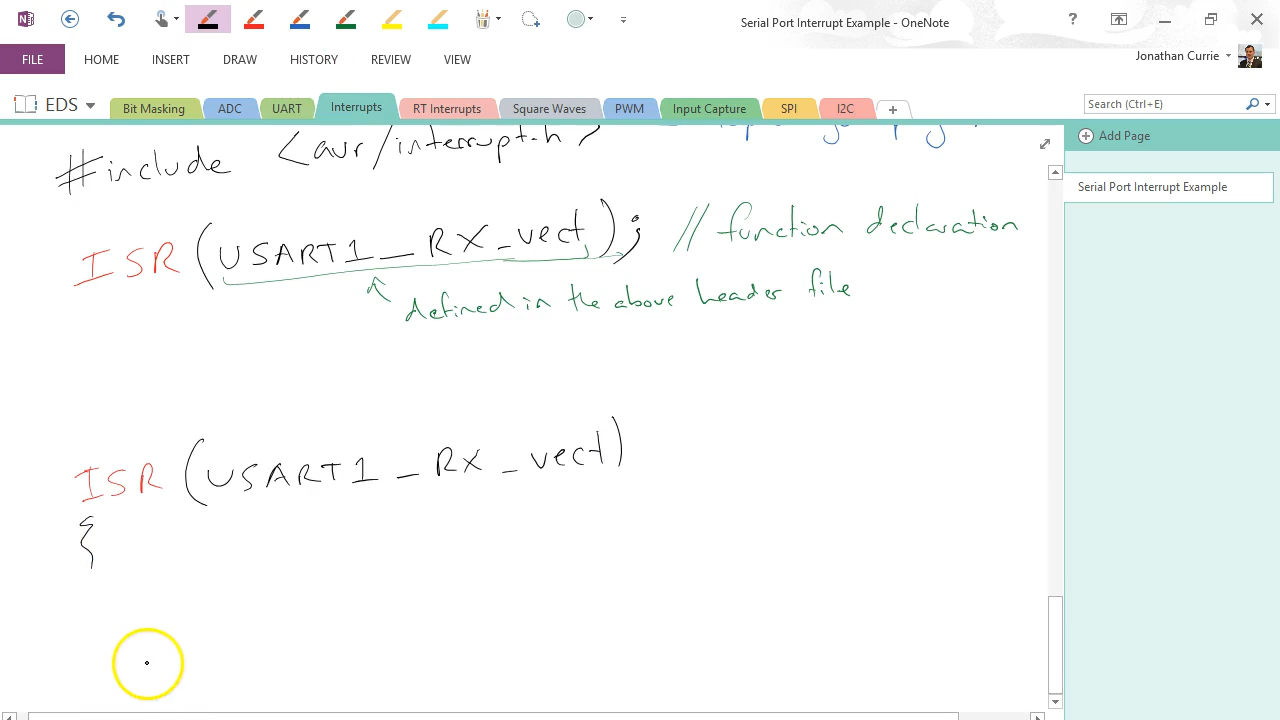 Serial Port Interrupt Example - OneNote
?
FILE HOME INSERT DRAW HISTORY REVIEW VIEW
Jonathan Currie
EDS
Bit Masking ADC UART Interrupts RT Interrupts Square Waves PWM Input Capture SPI I2C
Search (Ctrl+E)
Add Page
Serial Port Interrupt Example
#include <avr/interrupt.h>
ISR (USART1_RX_vect); // function declaration
defined in the above header file
ISR (USART1_RX_vect)
{